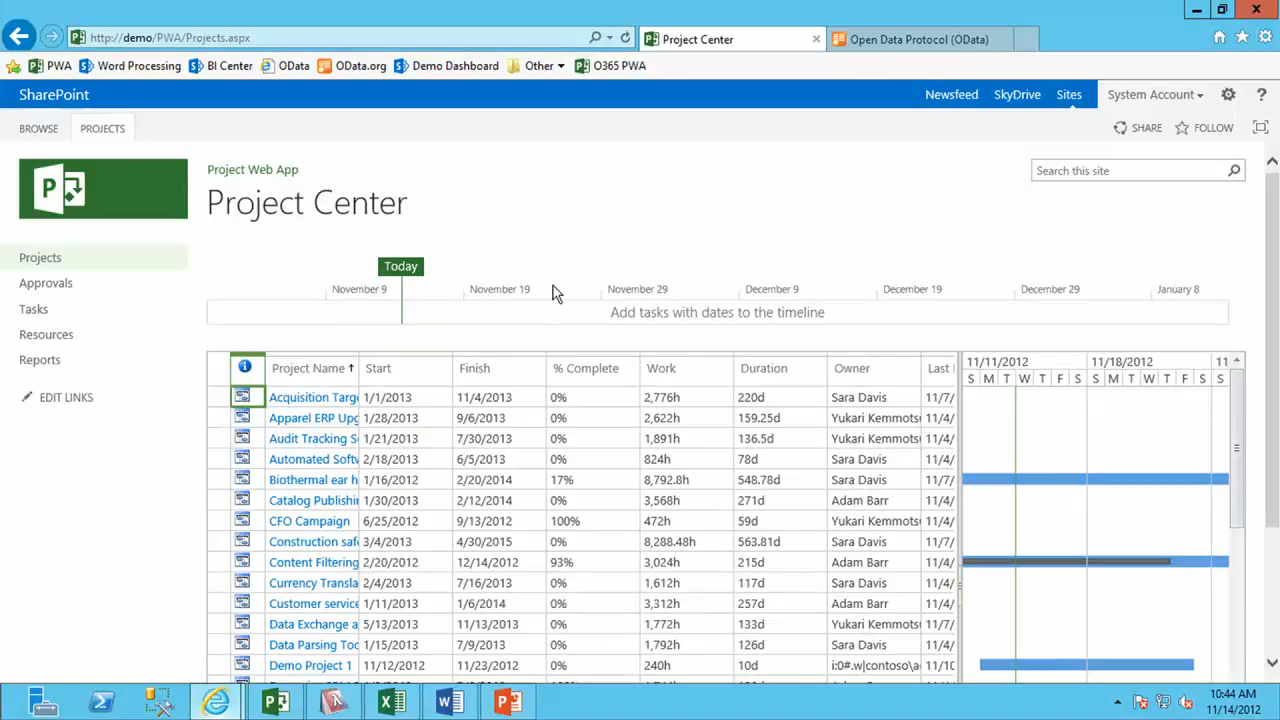 http://demo/PWA/Projects.aspx
Project Center
Open Data Protocol (OData)
PWA Word Processing BI Center OData OData.org Demo Dashboard Other O365 PWA
SharePoint
Newsfeed SkyDrive Sites System Account ?
BROWSE PROJECTS
SHARE FOLLOW
Project Web App
Project Center
Search this site
Projects
Approvals
Tasks
Resources
Reports
EDIT LINKS
Today
November 9 November 19 November 29 December 9 December 19 December 29 January 8
Add tasks with dates to the timeline
11/11/2012 11/18/2012 11
Project Name Start Finish % Complete Work Duration Owner Last
S M T W T F S S M T W T F S S
Acquisition Targ 1/1/2013 11/4/2013 0% 2,776h 220d Sara Davis 11/7/
Apparel ERP Upg 1/28/2013 9/6/2013 0% 2,622h 159.25d Yukari Kemmotsu 11/4/
Audit Tracking S 1/21/2013 7/30/2013 0% 1,891h 136.5d Yukari Kemmotsu 11/4/
Automated Softw 2/18/2013 6/5/2013 0% 824h 78d Sara Davis 11/4/
Biothermal ear h 1/16/2012 2/20/2014 17% 8,792.8h 548.78d Sara Davis 11/7/
Catalog Publishi 1/30/2013 2/12/2014 0% 3,568h 271d Adam Barr 11/4/
CFO Campaign 6/25/2012 9/13/2012 100% 472h 59d Yukari Kemmotsu 11/4/
Construction saf 3/4/2013 4/30/2015 0% 8,288.48h 563.81d Sara Davis 11/7/
Content Filtering 2/20/2012 12/14/2012 93% 3,024h 215d Adam Barr 11/4/
Currency Transla 2/4/2013 7/16/2013 0% 1,612h 117d Sara Davis 11/4/
Customer service 1/11/2013 1/6/2014 0% 3,312h 257d Adam Barr 11/4/
Data Exchange a 5/13/2013 11/13/2013 0% 1,772h 133d Yukari Kemmotsu 11/4/
Data Parsing Too 1/15/2013 7/9/2013 0% 1,792h 126d Sara Davis 11/4/
Demo Project 1 11/12/2012 11/23/2012 0% 240h 10d i:0#.w|contoso\a 11/10
10:44 AM
11/14/2012